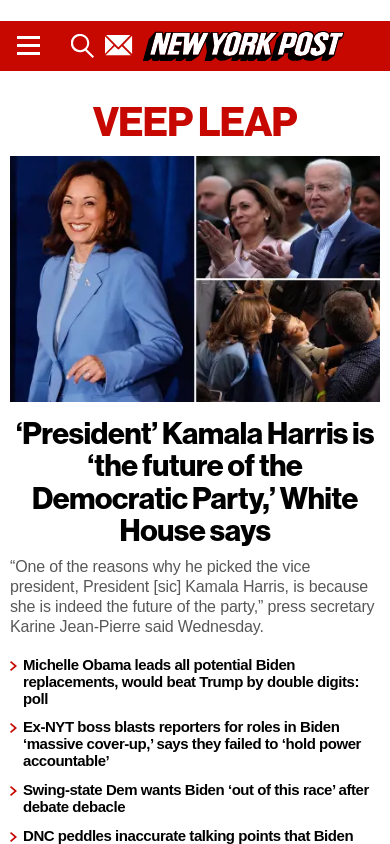 NEW YORK POST
VEEP LEAP
‘President’ Kamala Harris is
‘the future of the
Democratic Party,’ White
House says
“One of the reasons why he picked the vice
president, President [sic] Kamala Harris, is because
she is indeed the future of the party,” press secretary
Karine Jean-Pierre said Wednesday.
Michelle Obama leads all potential Biden
replacements, would beat Trump by double digits:
poll
Ex-NYT boss blasts reporters for roles in Biden
‘massive cover-up,’ says they failed to ‘hold power
accountable’
Swing-state Dem wants Biden ‘out of this race’ after
debate debacle
DNC peddles inaccurate talking points that Biden